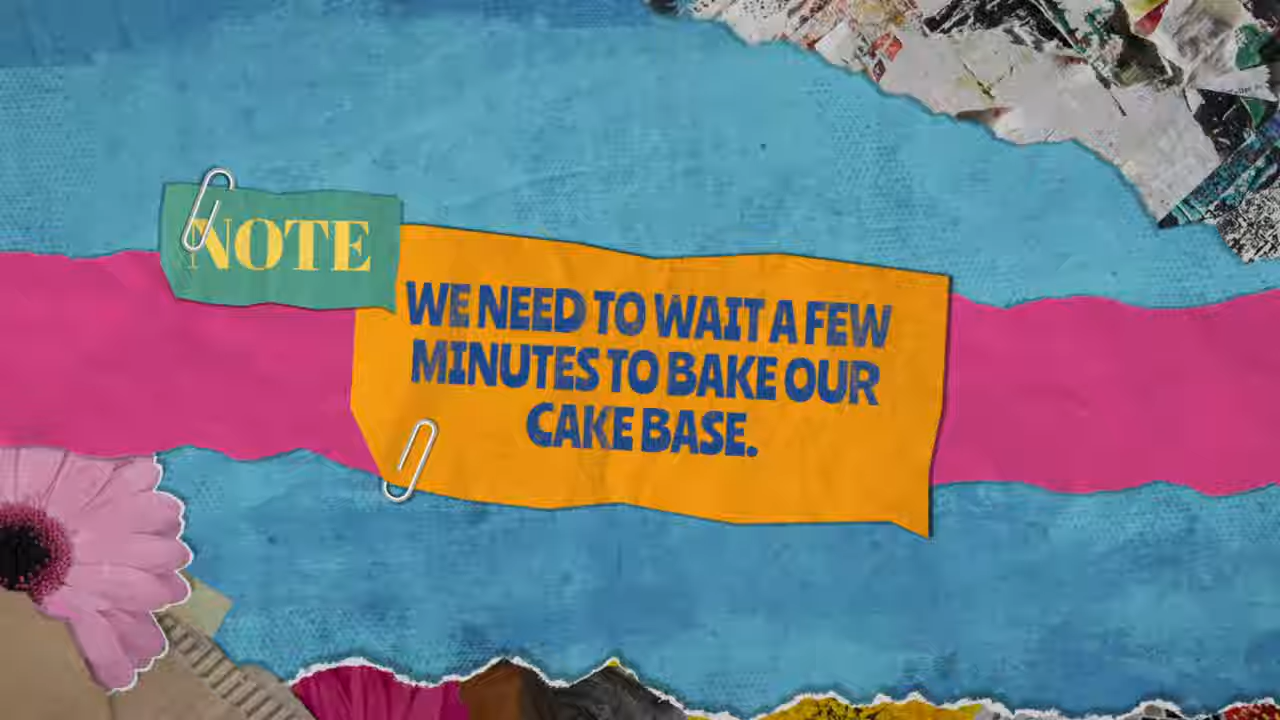 NOTE
WE NEED TO WAIT A FEW
MINUTES TO BAKE OUR
CAKE BASE.